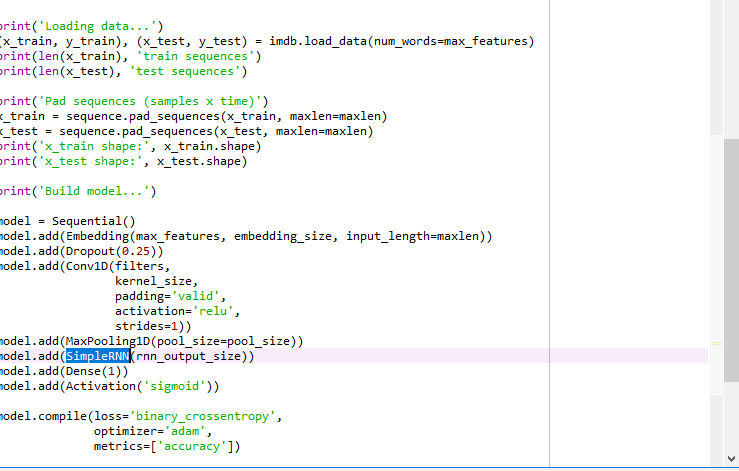 print('Loading data...')
(x_train, y_train), (x_test, y_test) = imdb.load_data(num_words=max_features)
print(len(x_train), 'train sequences')
print(len(x_test), 'test sequences')
print('Pad sequences (samples x time)')
x_train = sequence.pad_sequences(x_train, maxlen=maxlen)
x_test = sequence.pad_sequences(x_test, maxlen=maxlen)
print('x_train shape:', x_train.shape)
print('x_test shape:', x_test.shape)
print('Build model...')
model = Sequential()
model.add(Embedding(max_features, embedding_size, input_length=maxlen))
model.add(Dropout(0.25))
model.add(Conv1D(filters,
kernel_size,
padding='valid',
activation='relu',
strides=1))
model.add(MaxPooling1D(pool_size=pool_size))
model.add(SimpleRNN(rnn_output_size))
model.add(Dense(1))
model.add(Activation('sigmoid'))
model.compile(loss='binary_crossentropy',
optimizer='adam',
metrics=['accuracy'])